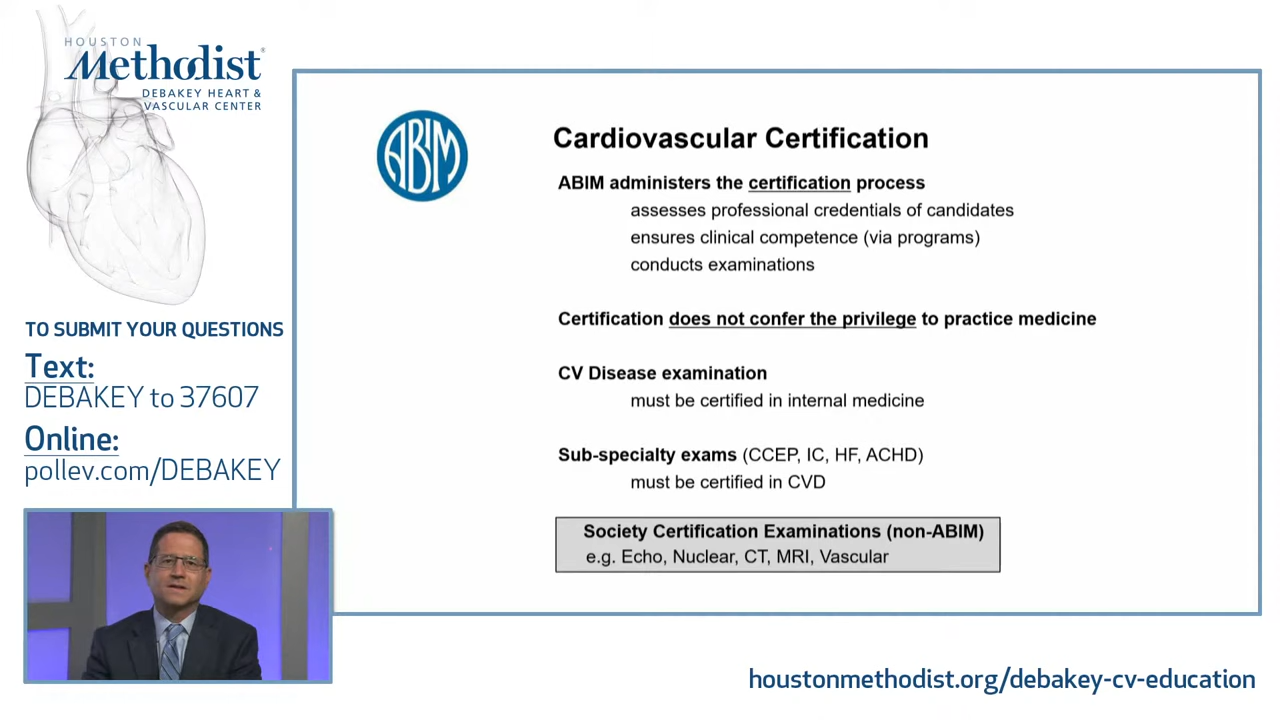 HOUSTON
Methodist®
DEBAKEY HEART &
VASCULAR CENTER
TO SUBMIT YOUR QUESTIONS
Text:
DEBAKEY to 37607
Online:
pollev.com/DEBAKEY
ABIM
Cardiovascular Certification
ABIM administers the certification process
assesses professional credentials of candidates
ensures clinical competence (via programs)
conducts examinations
Certification does not confer the privilege to practice medicine
CV Disease examination
must be certified in internal medicine
Sub-specialty exams (CCEP, IC, HF, ACHD)
must be certified in CVD
Society Certification Examinations (non-ABIM)
e.g. Echo, Nuclear, CT, MRI, Vascular
houstonmethodist.org/debakey-cv-education